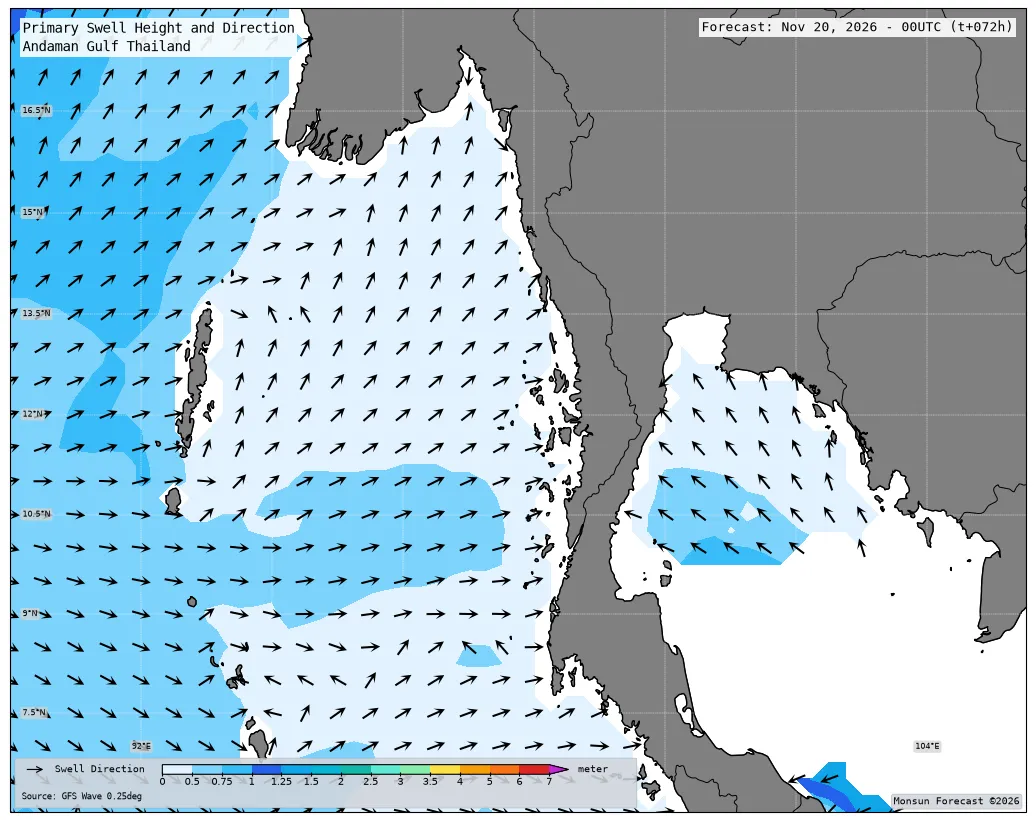 Primary Swell Height and Direction
Andaman Gulf Thailand
Forecast: Nov 20, 2026 - 00UTC (t+072h)
16.5°N
15°N
13.5°N
12°N
10.5°N
9°N
7.5°N
92°E
104°E
Swell Direction
0 0.5 0.75 1 1.25 1.5 2 2.5 3 3.5 4 5 6 7
meter
Source: GFS Wave 0.25deg
Monsun Forecast ©2026